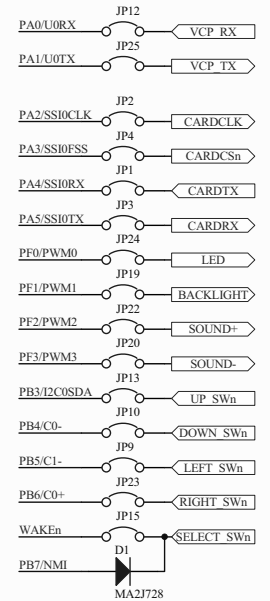 JP12
PA0/U0RX VCP_RX
JP25
PA1/U0TX VCP_TX
JP2
PA2/SSI0CLK CARDCLK
JP4
PA3/SSI0FSS CARDCSn
JP1
PA4/SSI0RX CARDTX
JP3
PA5/SSI0TX CARDRX
JP24
PF0/PWM0 LED
JP19
PF1/PWM1 BACKLIGHT
JP22
PF2/PWM2 SOUND+
JP20
PF3/PWM3 SOUND-
JP13
PB3/I2C0SDA UP_SWn
JP10
PB4/C0- DOWN_SWn
JP9
PB5/C1- LEFT_SWn
JP23
PB6/C0+ RIGHT_SWn
JP15
WAKEn SELECT_SWn
D1
PB7/NMI
MA2J728